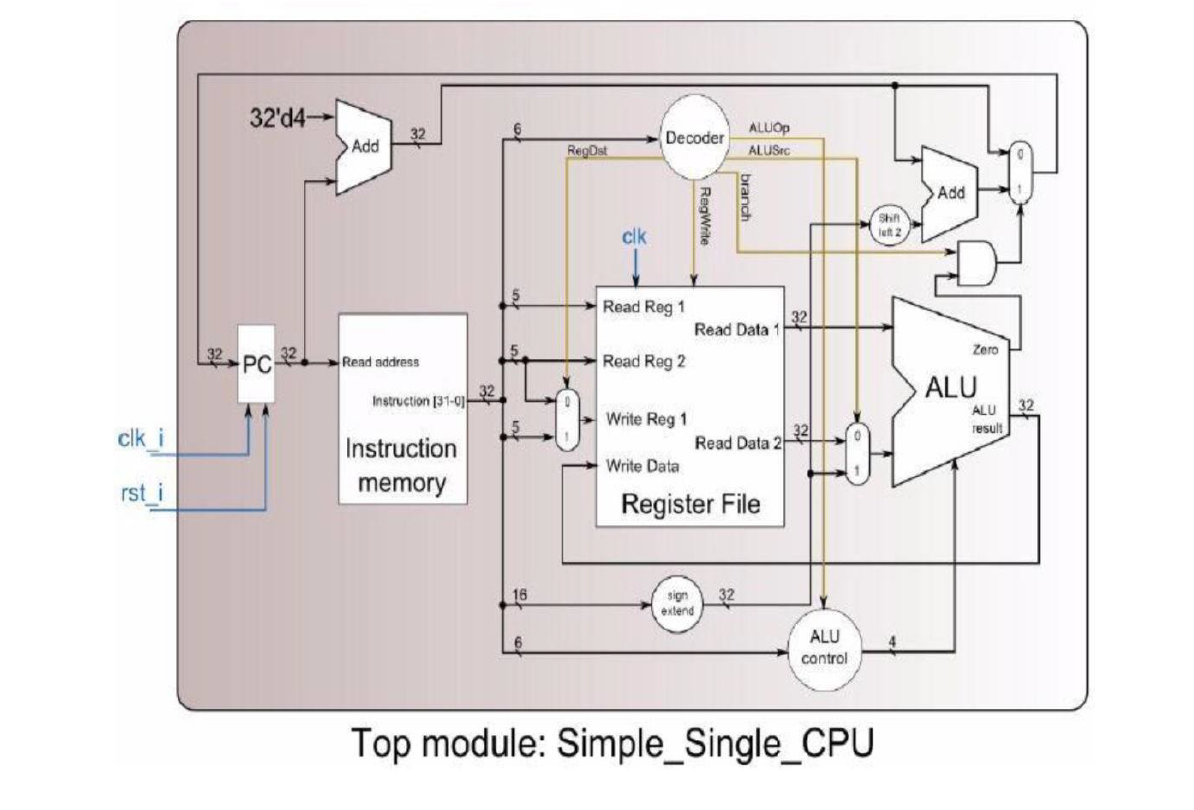 32'd4
Add
32
6
Decoder
ALUOp
RegDst
ALUSrc
0
1
Add
Shift
left 2
RegWrite
branch
clk
5
Read Reg 1
Read Data 1
32
32
PC
32
Read address
5
Read Reg 2
Zero
Instruction [31-0]
32
0
1
Write Reg 1
ALU
ALU
result
32
clk_i
5
Read Data 2
32
0
1
Instruction
memory
Write Data
rst_i
Register File
16
sign
extend
32
6
ALU
control
4
Top module: Simple_Single_CPU